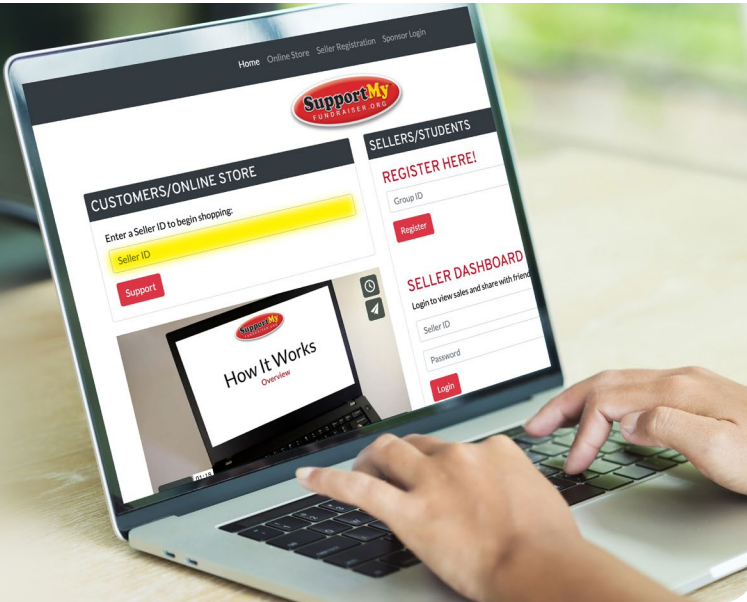 Home Online Store Seller Registration Sponsor Login
SupportMy
FUNDRAISER.ORG
CUSTOMERS/ONLINE STORE
Enter a Seller ID to begin shopping:
Seller ID
Support
SupportMy
How It Works
Overview
01:15
SELLERS/STUDENTS
REGISTER HERE!
Group ID
Register
SELLER DASHBOARD
Login to view sales and share with friend
Seller ID
Password
Login